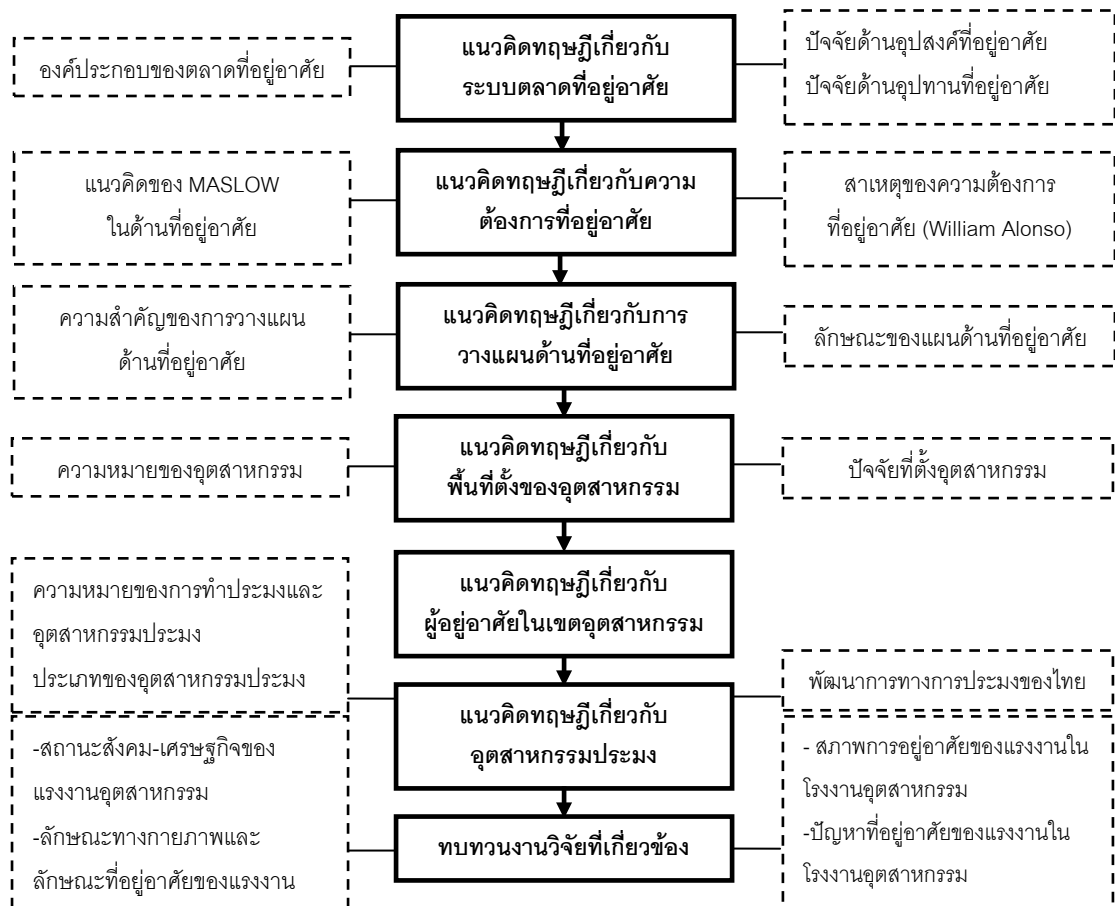 องค์ประกอบของตลาดที่อยู่อาศัย
แนวคิดทฤษฎีเกี่ยวกับ
ระบบตลาดที่อยู่อาศัย
ปัจจัยด้านอุปสงค์ที่อยู่อาศัย
ปัจจัยด้านอุปทานที่อยู่อาศัย
แนวคิดของ MASLOW
ในด้านที่อยู่อาศัย
แนวคิดทฤษฎีเกี่ยวกับความ
ต้องการที่อยู่อาศัย
สาเหตุของความต้องการ
ที่อยู่อาศัย (William Alonso)
ความสำคัญของการวางแผน
ด้านที่อยู่อาศัย
แนวคิดทฤษฎีเกี่ยวกับการ
วางแผนด้านที่อยู่อาศัย
ลักษณะของแผนด้านที่อยู่อาศัย
ความหมายของอุตสาหกรรม
แนวคิดทฤษฎีเกี่ยวกับ
พื้นที่ตั้งของอุตสาหกรรม
ปัจจัยที่ตั้งอุตสาหกรรม
แนวคิดทฤษฎีเกี่ยวกับ
ผู้อยู่อาศัยในเขตอุตสาหกรรม
ความหมายของการทำประมงและ
อุตสาหกรรมประมง
ประเภทของอุตสาหกรรมประมง
แนวคิดทฤษฎีเกี่ยวกับ
อุตสาหกรรมประมง
พัฒนาการทางการประมงของไทย
-สถานะสังคม-เศรษฐกิจของ
แรงงานอุตสาหกรรม
-ลักษณะทางกายภาพและ
ลักษณะที่อยู่อาศัยของแรงงาน
ทบทวนงานวิจัยที่เกี่ยวข้อง
- สภาพการอยู่อาศัยของแรงงานใน
โรงงานอุตสาหกรรม
-ปัญหาที่อยู่อาศัยของแรงงานใน
โรงงานอุตสาหกรรม